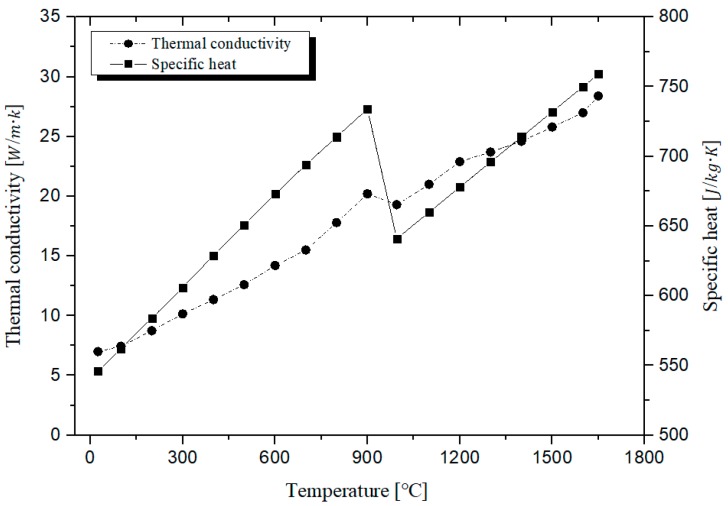 35
30
25
20
15
10
5
0
Thermal conductivity [W/m·k]
Thermal conductivity
Specific heat
800
750
700
650
600
550
500
Specific heat [J/kg·K]
0 300 600 900 1200 1500 1800
Temperature [°C]